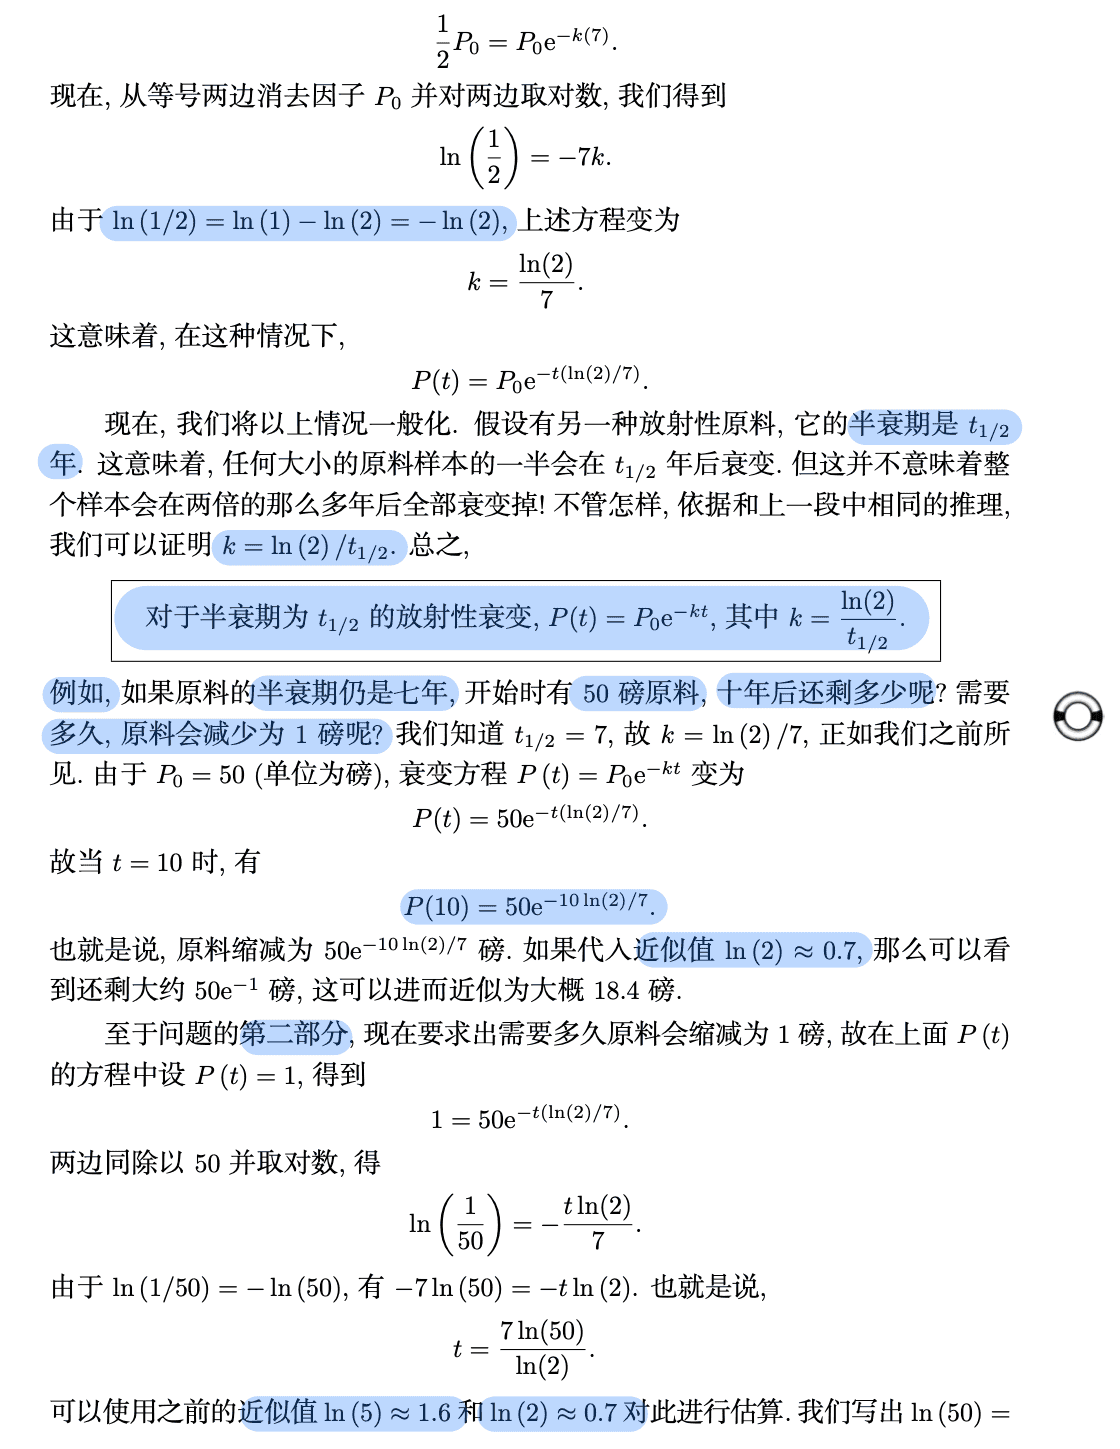 1/2 P₀ = P₀e^{−k(7)}.
现在, 从等号两边消去因子 P₀ 并对两边取对数, 我们得到
ln (1/2) = −7k.
由于 ln (1/2) = ln (1) − ln (2) = − ln (2), 上述方程变为
k = ln(2)/7.
这意味着, 在这种情况下,
P(t) = P₀e^{−t(ln(2)/7)}.
现在, 我们将以上情况一般化. 假设有另一种放射性原料, 它的半衰期是 t_{1/2}
年. 这意味着, 任何大小的原料样本的一半会在 t_{1/2} 年后衰变. 但这并不意味着整
个样本会在两倍的那么多年后全部衰变掉! 不管怎样, 依据和上一段中相同的推理,
我们可以证明 k = ln (2) /t_{1/2}. 总之,
对于半衰期为 t_{1/2} 的放射性衰变, P(t) = P₀e^{−kt}, 其中 k = ln(2)/t_{1/2}.
例如, 如果原料的半衰期仍是七年, 开始时有 50 磅原料, 十年后还剩多少呢? 需要
多久, 原料会减少为 1 磅呢? 我们知道 t_{1/2} = 7, 故 k = ln (2) /7, 正如我们之前所
见. 由于 P₀ = 50 (单位为磅), 衰变方程 P (t) = P₀e^{−kt} 变为
P(t) = 50e^{−t(ln(2)/7)}.
故当 t = 10 时, 有
P(10) = 50e^{−10 ln(2)/7}.
也就是说, 原料缩减为 50e^{−10 ln(2)/7} 磅. 如果代入近似值 ln (2) ≈ 0.7, 那么可以看
到还剩大约 50e^{−1} 磅, 这可以进而近似为大概 18.4 磅.
至于问题的第二部分, 现在要求出需要多久原料会缩减为 1 磅, 故在上面 P (t)
的方程中设 P (t) = 1, 得到
1 = 50e^{−t(ln(2)/7)}.
两边同除以 50 并取对数, 得
ln (1/50) = − t ln(2)/7.
由于 ln (1/50) = − ln (50), 有 −7 ln (50) = −t ln (2). 也就是说,
t = 7 ln(50)/ln(2).
可以使用之前的近似值 ln (5) ≈ 1.6 和 ln (2) ≈ 0.7 对此进行估算. 我们写出 ln (50) =